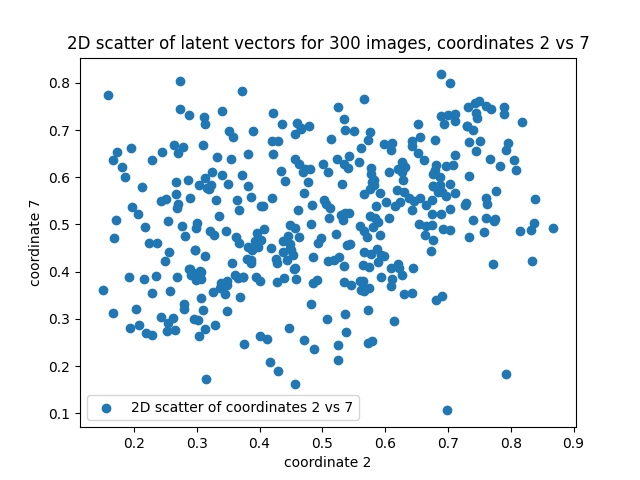 2D scatter of latent vectors for 300 images, coordinates 2 vs 7
coordinate 7
0.8
0.7
0.6
0.5
0.4
0.3
0.2
0.1
2D scatter of coordinates 2 vs 7
0.2 0.3 0.4 0.5 0.6 0.7 0.8 0.9
coordinate 2